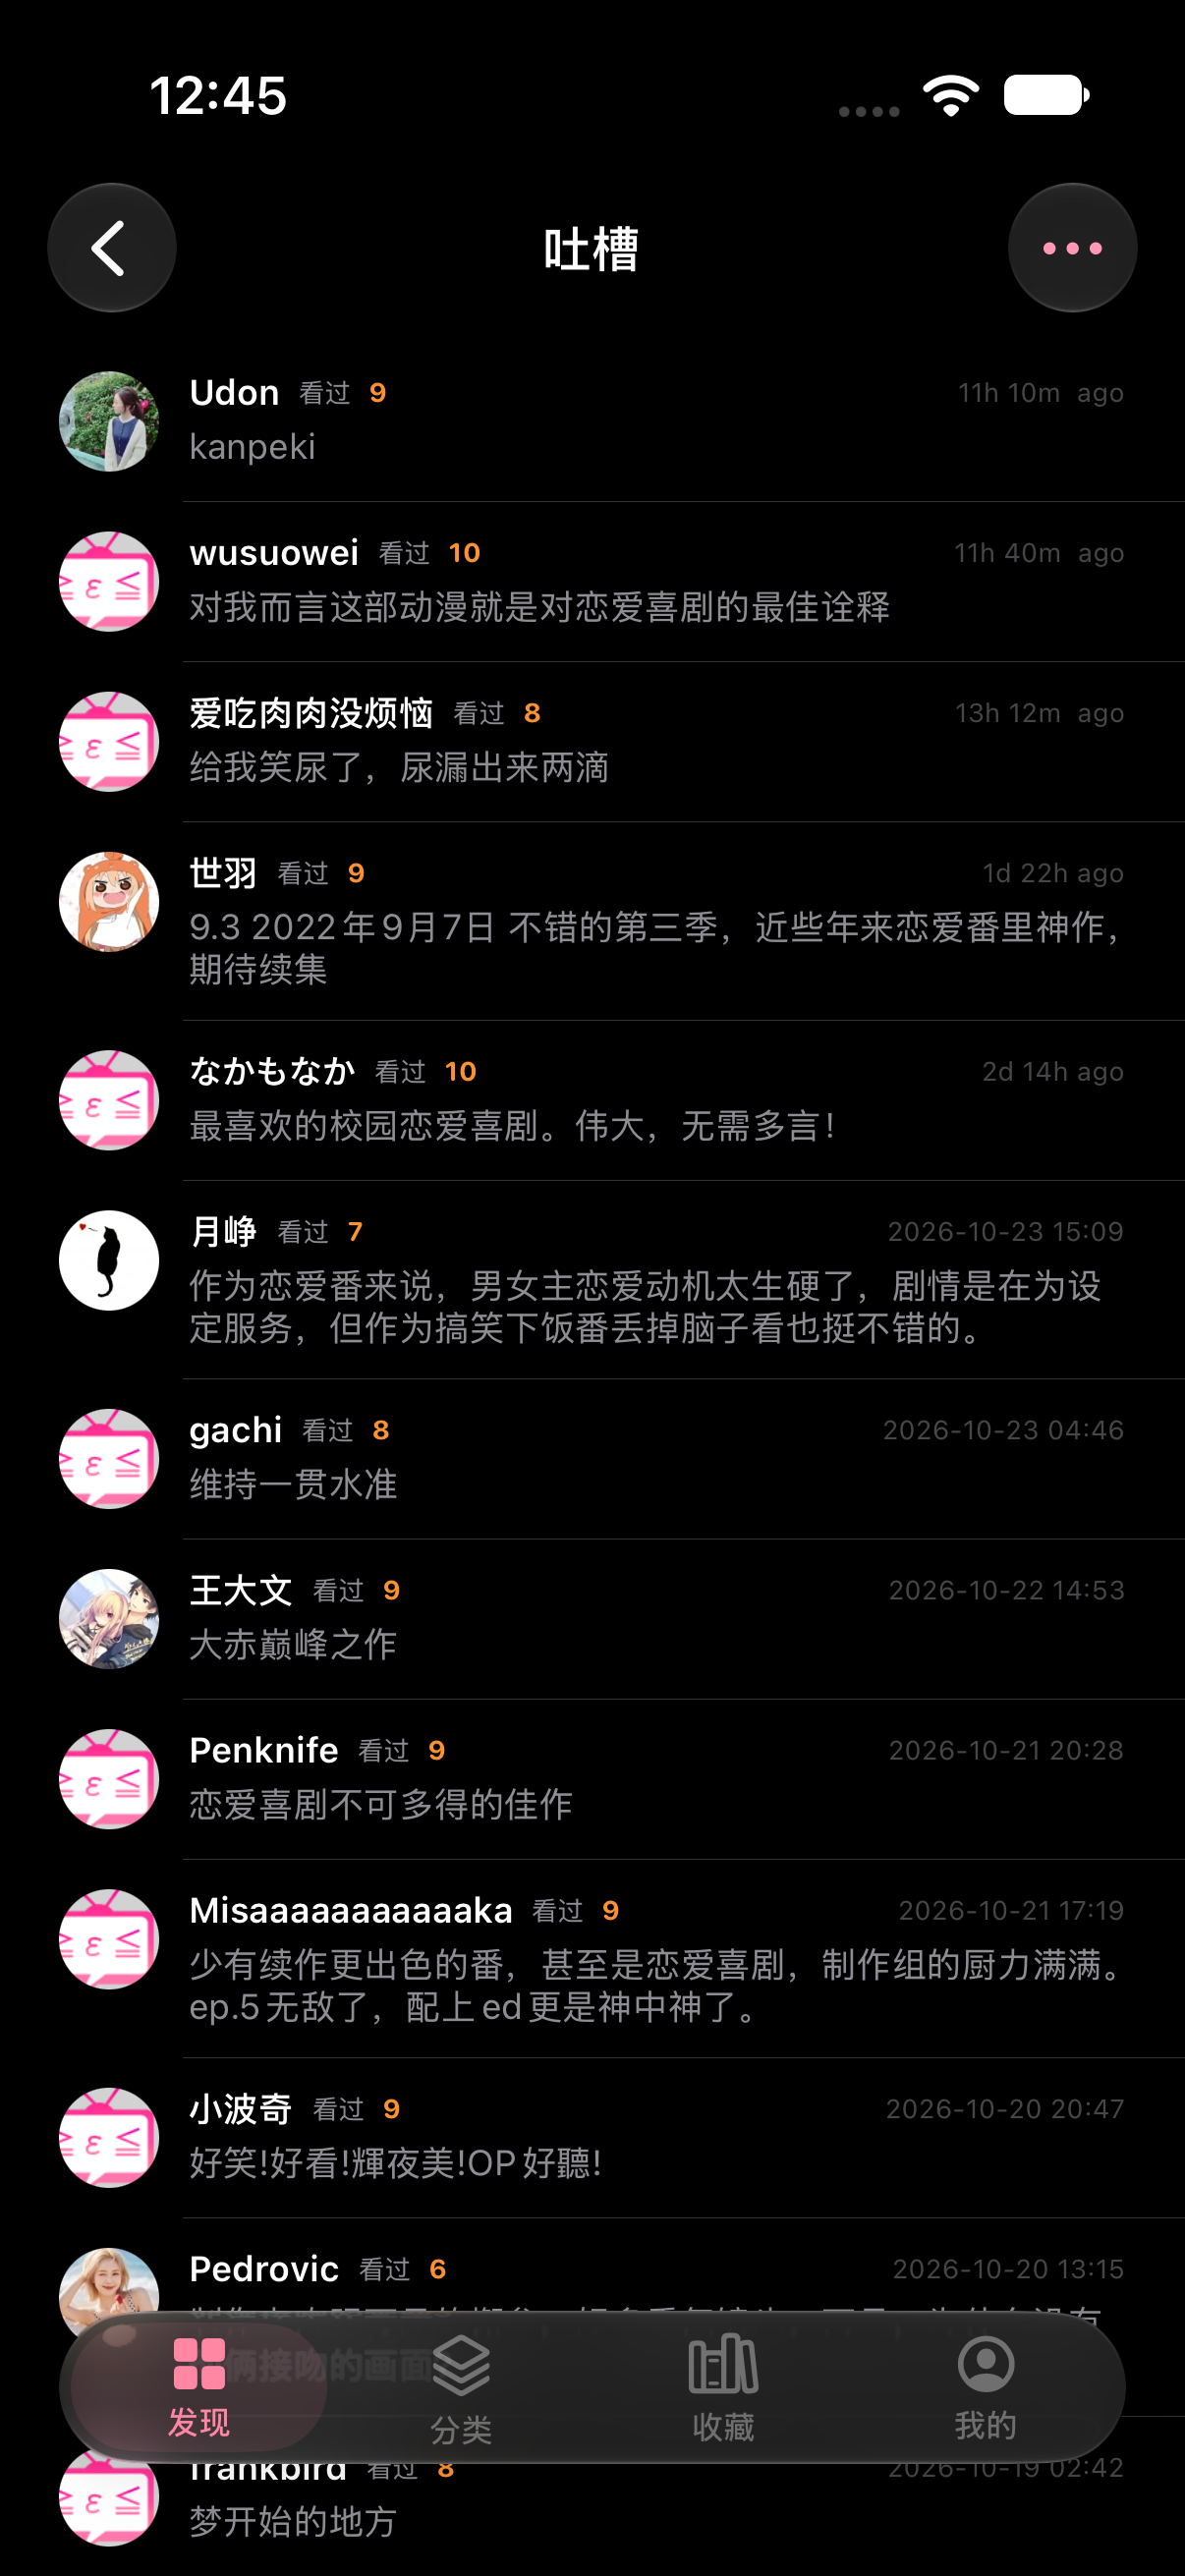 12:45
吐槽
Udon 看过 9 11h 10m ago
kanpeki
wusuowei 看过 10 11h 40m ago
对我而言这部动漫就是对恋爱喜剧的最佳诠释
爱吃肉肉没烦恼 看过 8 13h 12m ago
给我笑尿了，尿漏出来两滴
世羽 看过 9 1d 22h ago
9.3 2022年9月7日 不错的第三季，近些年来恋爱番里神作，
期待续集
なかもなか 看过 10 2d 14h ago
最喜欢的校园恋爱喜剧。伟大，无需多言！
月峥 看过 7 2026-10-23 15:09
作为恋爱番来说，男女主恋爱动机太生硬了，剧情是在为设
定服务，但作为搞笑下饭番丢掉脑子看也挺不错的。
gachi 看过 8 2026-10-23 04:46
维持一贯水准
王大文 看过 9 2026-10-22 14:53
大赤巅峰之作
Penknife 看过 9 2026-10-21 20:28
恋爱喜剧不可多得的佳作
Misaaaaaaaaaaaka 看过 9 2026-10-21 17:19
少有续作更出色的番，甚至是恋爱喜剧，制作组的厨力满满。
ep.5无敌了，配上ed更是神中神了。
小波奇 看过 9 2026-10-20 20:47
好笑!好看!輝夜美!OP好聽!
Pedrovic 看过 6 2026-10-20 13:15
俩接吻的画面
发现 分类 收藏 我的
frankbird 看过 8 2026-10-19 02:42
梦开始的地方